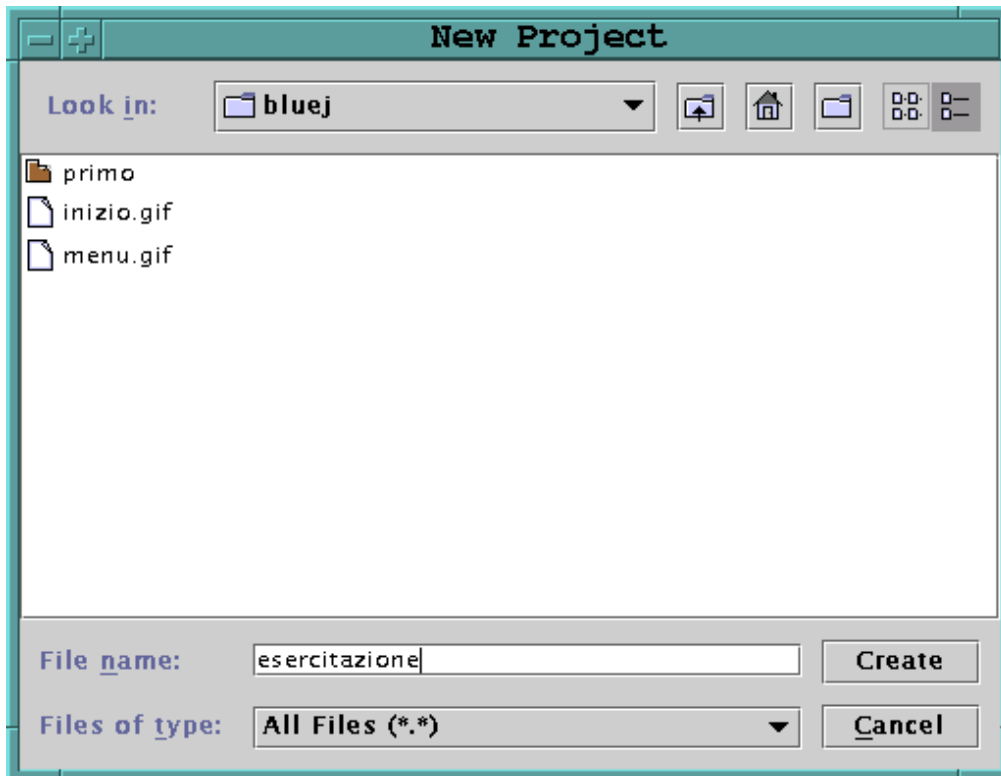 New Project
Look in: bluej
primo
inizio.gif
menu.gif
File name: esercitazione Create
Files of type: All Files (*.*) Cancel